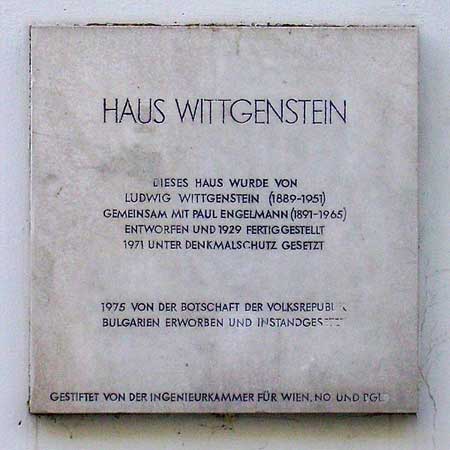 HAUS WITTGENSTEIN
DIESES HAUS WURDE VON
LUDWIG WITTGENSTEIN (1889-1951)
GEMEINSAM MIT PAUL ENGELMANN (1891-1965)
ENTWORFEN UND 1929 FERTIGGESTELLT
1971 UNTER DENKMALSCHUTZ GESETZT
1975 VON DER BOTSCHAFT DER VOLKSREPUBLIK
BULGARIEN ERWORBEN UND INSTANDGESETZT
GESTIFTET VON DER INGENIEURKAMMER FÜR WIEN, NO UND